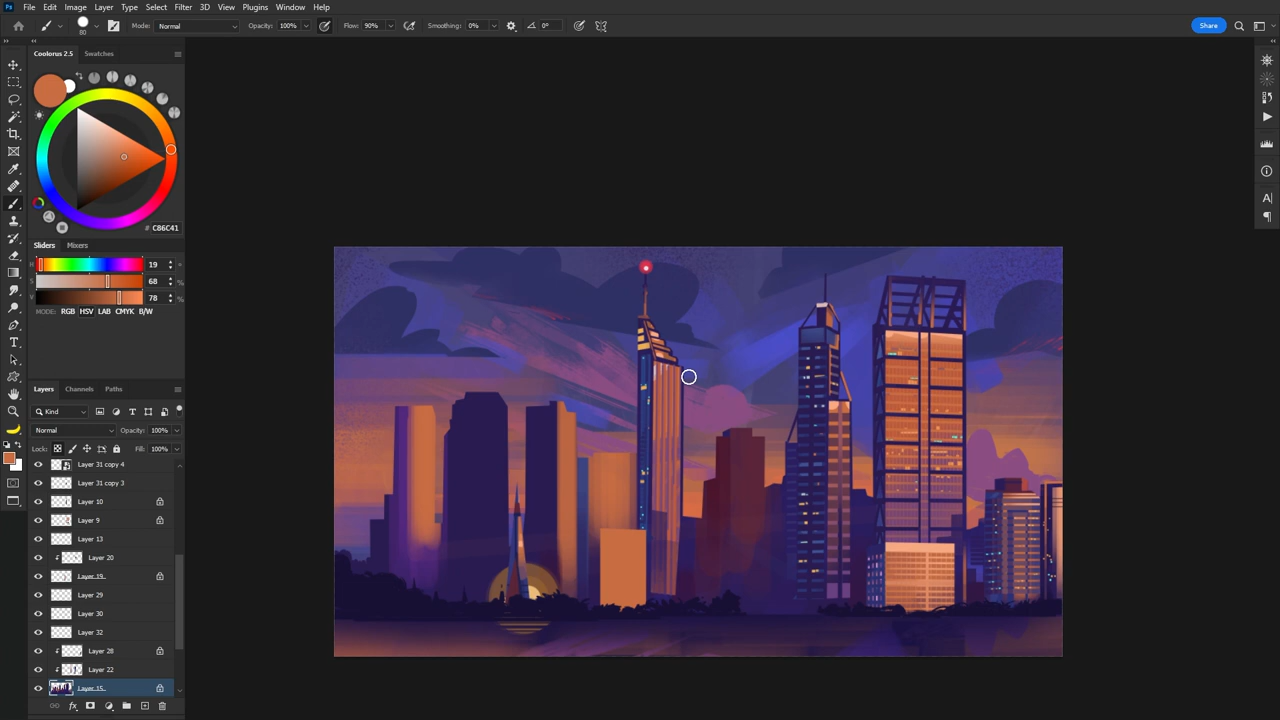 Ps File Edit Image Layer Type Select Filter 3D View Plugins Window Help
80 Mode: Normal Opacity: 100% Flow: 90% Smoothing: 0% 0° Share
Coolorus 2.5 Swatches
# C86C41
Sliders Mixers
H 19 °
S 68 %
V 78 %
MODE: RGB HSV LAB CMYK B/W
Layers Channels Paths
Kind
Normal Opacity: 100%
Lock: Fill: 100%
Layer 31 copy 4
Layer 31 copy 3
Layer 10
Layer 9
Layer 13
Layer 20
Layer 19
Layer 29
Layer 30
Layer 32
Layer 28
Layer 22
Layer 15
fx